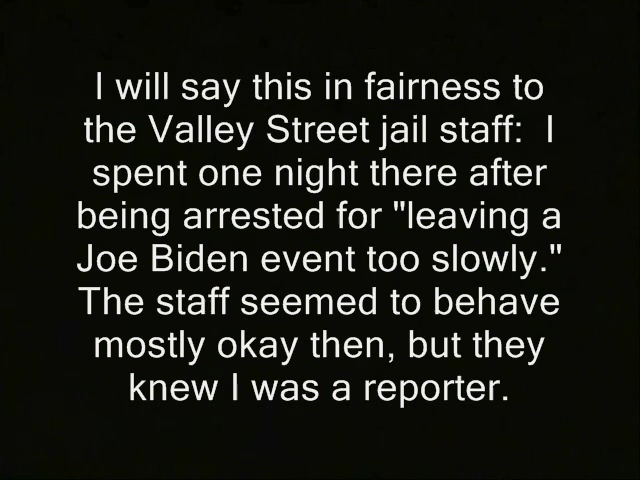 I will say this in fairness to
the Valley Street jail staff:  I
spent one night there after
being arrested for "leaving a
Joe Biden event too slowly."
The staff seemed to behave
mostly okay then, but they
knew I was a reporter.